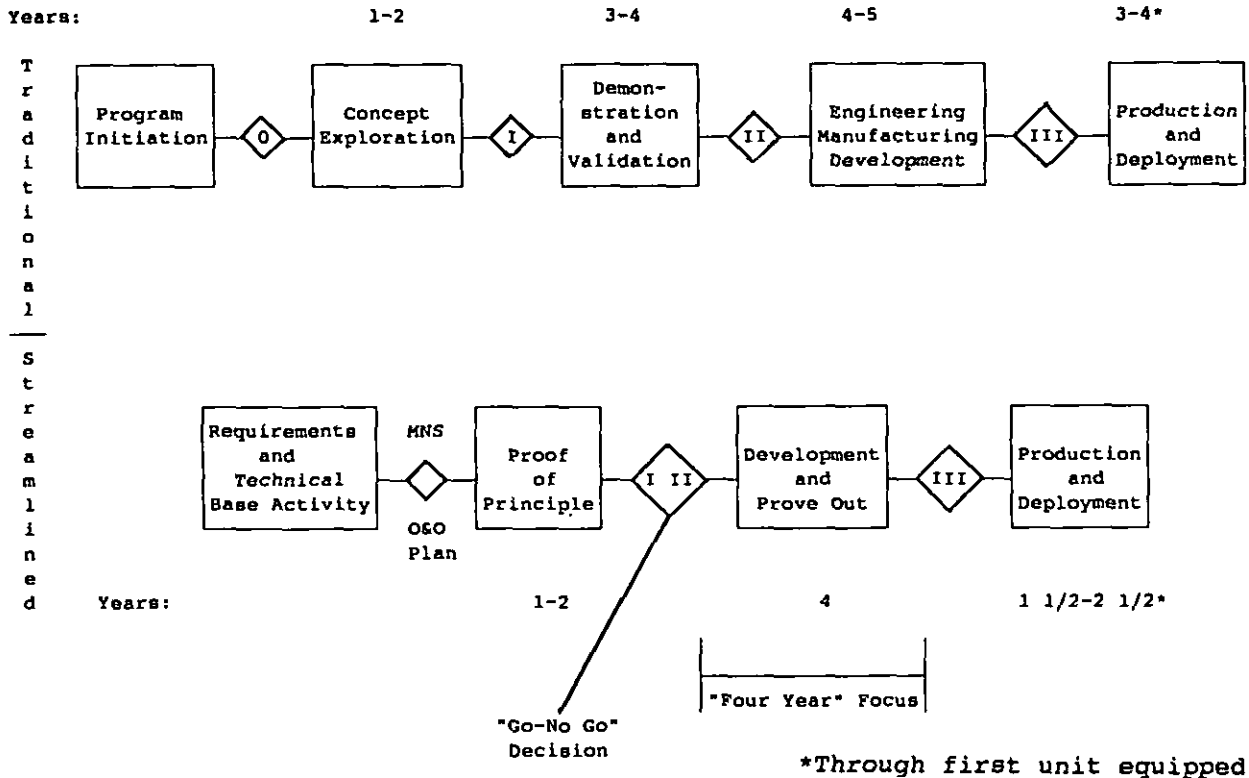 Years: 1-2 3-4 4-5 3-4*
Traditional
Program
Initiation
0
Concept
Exploration
I
Demon-
stration
and
Validation
II
Engineering
Manufacturing
Development
III
Production
and
Deployment
Streamlined
Requirements
and
Technical
Base Activity
MNS
O&O
Plan
Proof
of
Principle
I II
Development
and
Prove Out
III
Production
and
Deployment
Years: 1-2 4 1 1/2-2 1/2*
"Four Year" Focus
"Go-No Go"
Decision
*Through first unit equipped